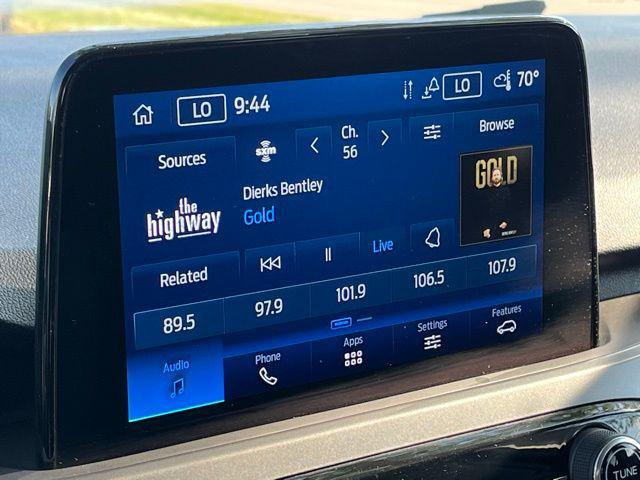 LO 9:44 LO 70°
Sources sxm Ch. 56 Browse
the highway
Dierks Bentley
Gold
GOLD
Related Live
89.5 97.9 101.9 106.5 107.9
Audio Phone Apps Settings Features
TUNE